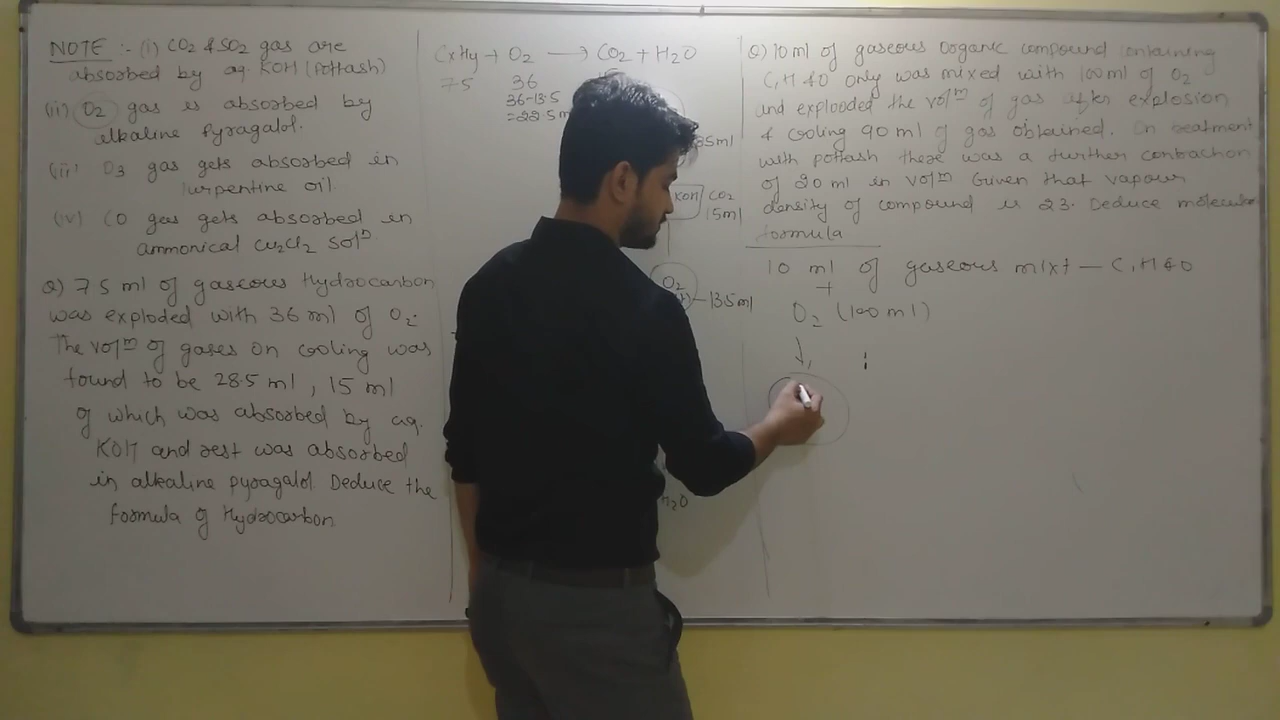 NOTE :- (i) CO2 & SO2 gas are
absorbed by aq. KOH (Pottash)
(ii) O2 gas is absorbed by
alkaline Pyragalol.
(iii) O3 gas gets absorbed in
turpentine oil
(iv) CO gas gets absorbed in
ammonical Cu2Cl2 Solⁿ
Q) 7.5 ml of gaseous Hydrocarbon
was exploded with 36 ml of O2.
The volᵐ of gases on cooling was
found to be 28.5 ml, 15 ml
of which was absorbed by aq.
KOH and rest was absorbed
in alkaline pyragalol. Deduce the
formula of Hydrocarbon
CxHy + O2 → CO2 + H2O
7.5 36
36-13.5
=22.5 m
KOH CO2
15ml
O2
13.5ml
H2O
Q) 10 ml of gaseous Organic compound containing
C, H & O only was mixed with 100 ml of O2
and exploded the volᵐ of gas after explosion
& cooling 90 ml of gas obtained. On treatment
with pottash there was a further contraction
of 20 ml in volᵐ Given that vapour
density of compound is 23. Deduce molecular
formula
10 ml of gaseous mixt — C, H & O
+
O2 (100 ml)
↓